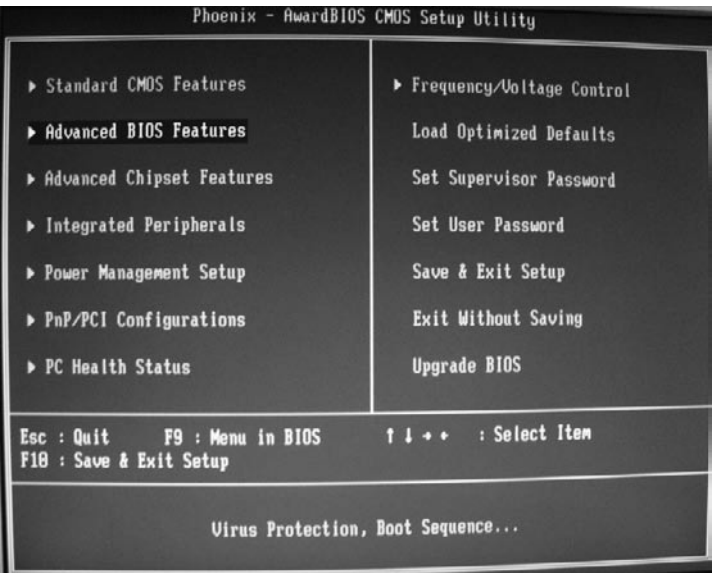 Phoenix - AwardBIOS CMOS Setup Utility
▶ Standard CMOS Features
▶ Advanced BIOS Features
▶ Advanced Chipset Features
▶ Integrated Peripherals
▶ Power Management Setup
▶ PnP/PCI Configurations
▶ PC Health Status
▶ Frequency/Voltage Control
Load Optimized Defaults
Set Supervisor Password
Set User Password
Save & Exit Setup
Exit Without Saving
Upgrade BIOS
Esc : Quit F9 : Menu in BIOS ↑ ↓ → ← : Select Item
F10 : Save & Exit Setup
Virus Protection, Boot Sequence...